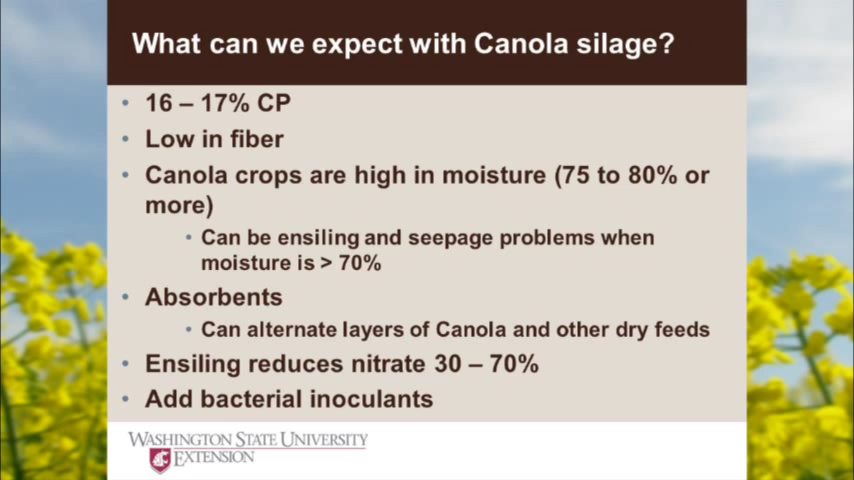 What can we expect with Canola silage?
• 16 – 17% CP
• Low in fiber
• Canola crops are high in moisture (75 to 80% or
more)
• Can be ensiling and seepage problems when
moisture is > 70%
• Absorbents
• Can alternate layers of Canola and other dry feeds
• Ensiling reduces nitrate 30 – 70%
• Add bacterial inoculants
WASHINGTON STATE UNIVERSITY
EXTENSION